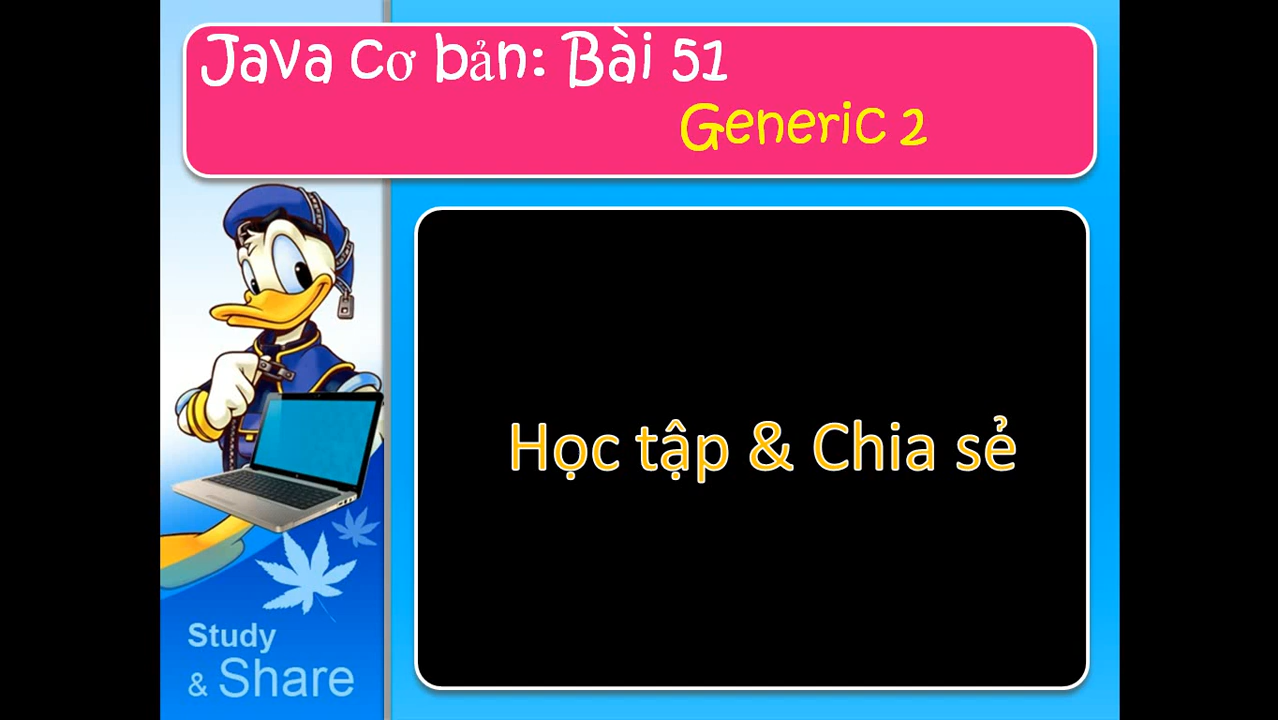 Java cơ bản: Bài 51
Generic 2
Học tập & Chia sẻ
Study
& Share